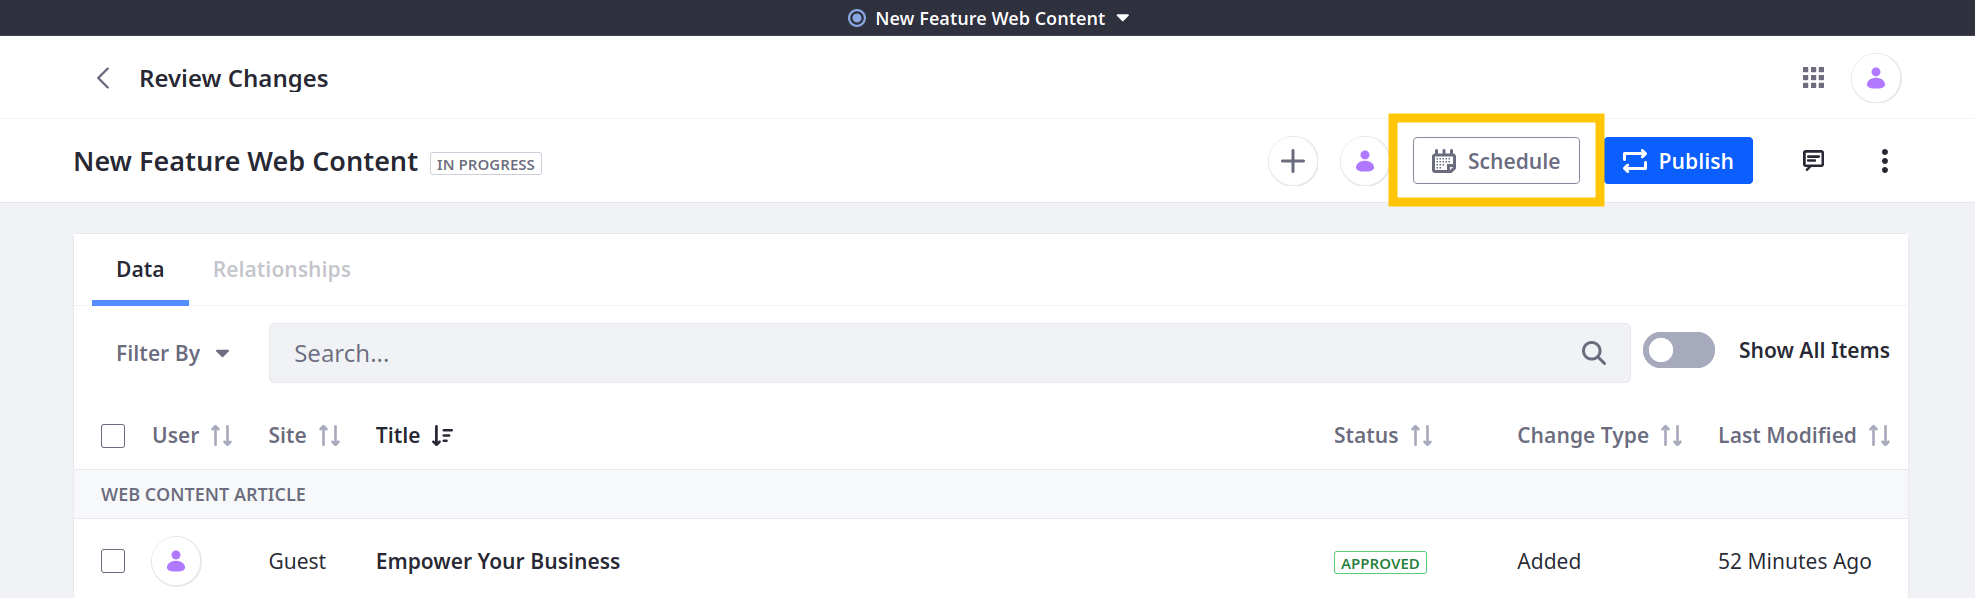 New Feature Web Content
Review Changes
New Feature Web Content IN PROGRESS Schedule Publish
Data Relationships
Filter By Search... Show All Items
User Site Title Status Change Type Last Modified
WEB CONTENT ARTICLE
Guest Empower Your Business APPROVED Added 52 Minutes Ago